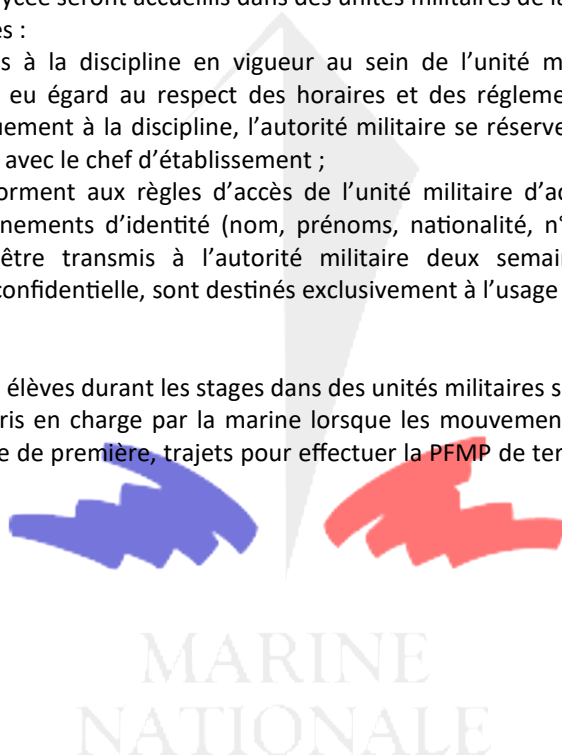 ycée seront accueillis dans des unités militaires de la
es :
s à la discipline en vigueur au sein de l’unité m
eu égard au respect des horaires et des régleme
uement à la discipline, l’autorité militaire se réserve
avec le chef d’établissement ;
orment aux règles d’accès de l’unité militaire d’ac
nements d’identité (nom, prénoms, nationalité, n°
être transmis à l’autorité militaire deux semain
confidentielle, sont destinés exclusivement à l’usage
élèves durant les stages dans des unités militaires s
ris en charge par la marine lorsque les mouvemen
e de première, trajets pour effectuer la PFMP de ter
MARINE
NATIONALE